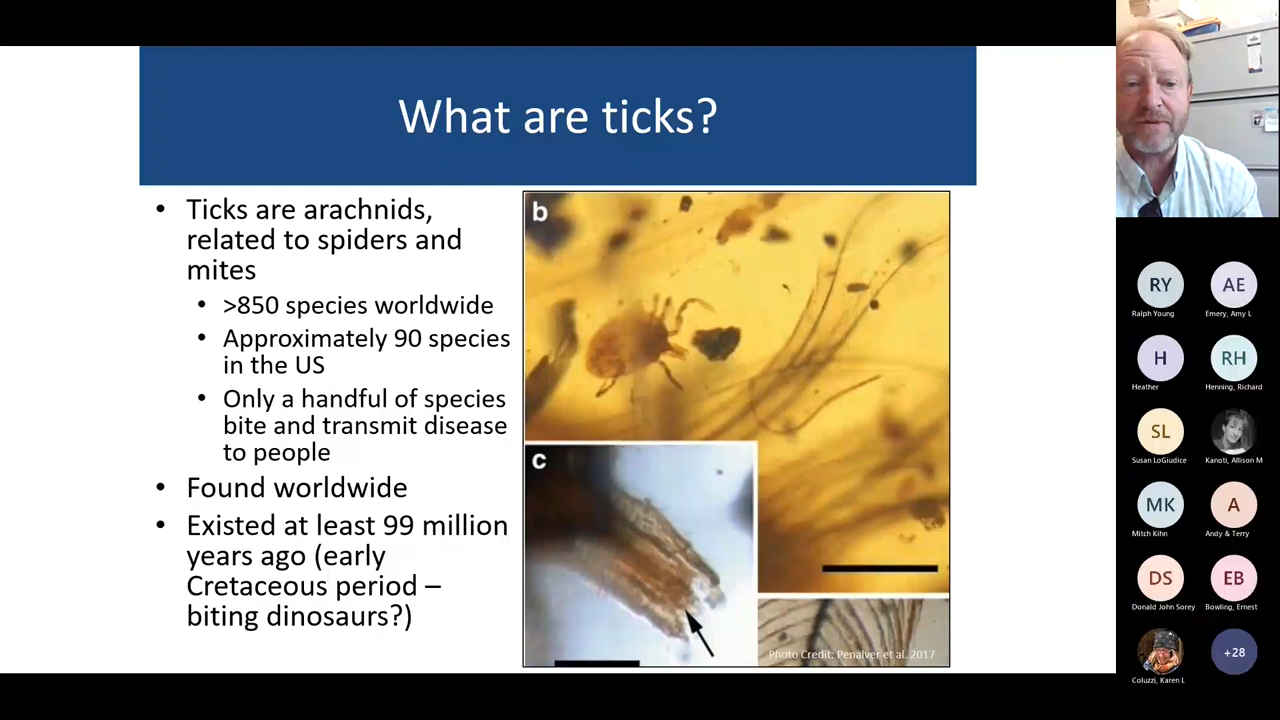 What are ticks?
• Ticks are arachnids,
related to spiders and
mites
• >850 species worldwide
• Approximately 90 species
in the US
• Only a handful of species
bite and transmit disease
to people
• Found worldwide
• Existed at least 99 million
years ago (early
Cretaceous period –
biting dinosaurs?)
b
c
Photo Credit: Penalver et al. 2017
RY
AE
Ralph Young
Emery, Amy L
H
RH
Heather
Henning, Richard
SL
Susan LoGiudice
Kanoti, Allison M
MK
A
Mitch Kihn
Andy & Terry
DS
EB
Donald John Sorey
Bowling, Ernest
+28
Coluzzi, Karen L